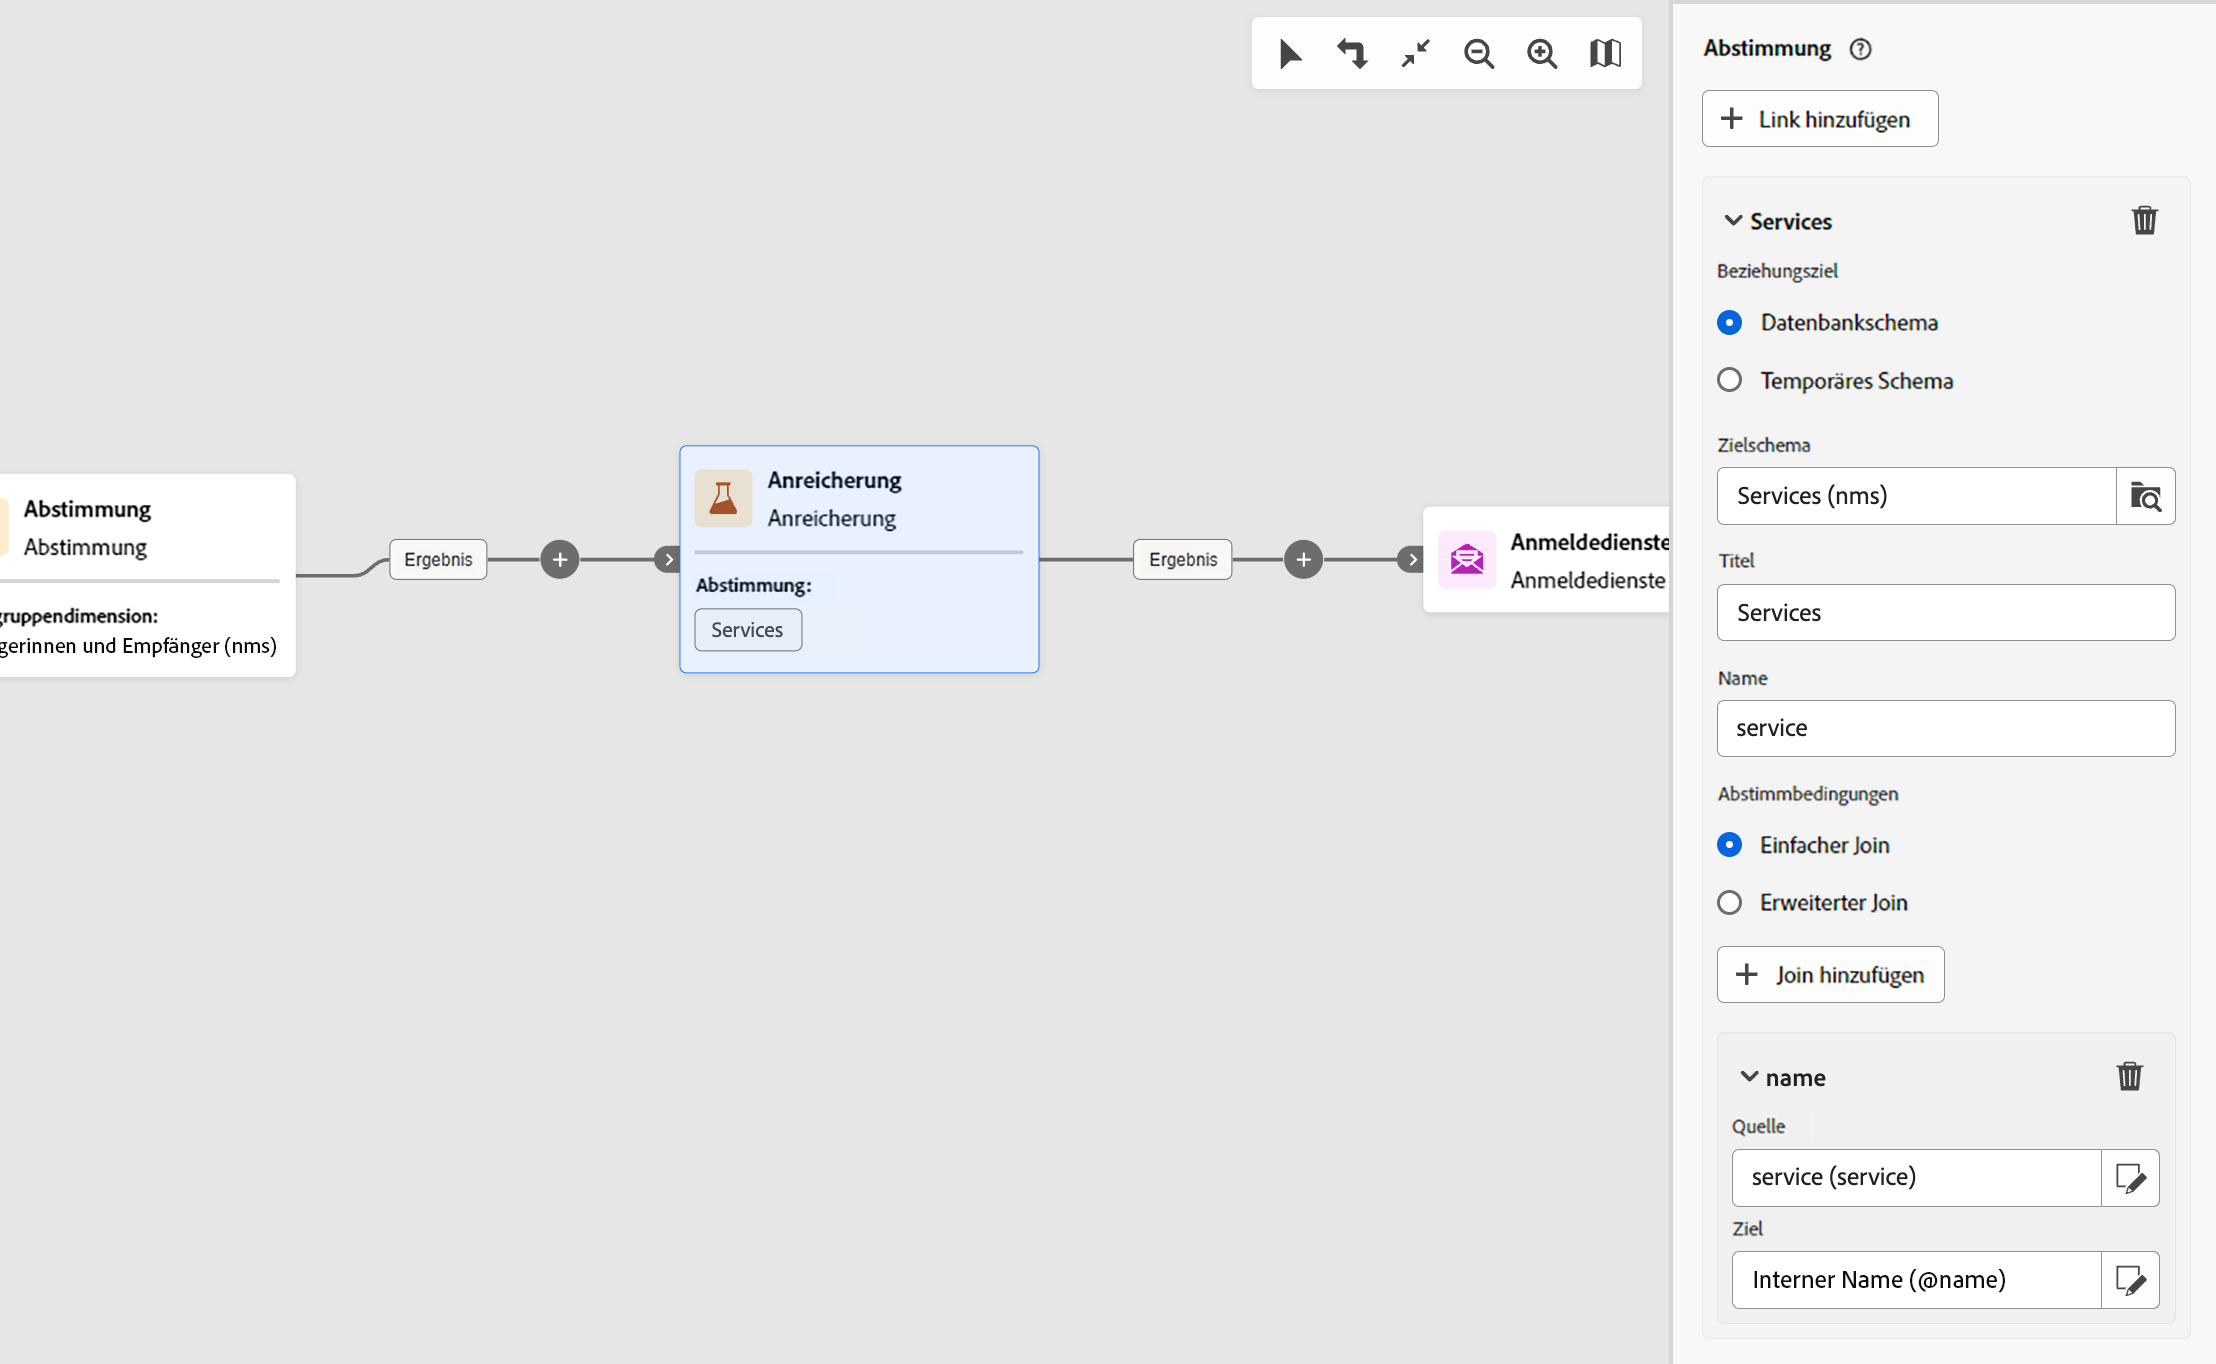 Abstimmung
Abstimmung
gruppendimension:
gerinnen und Empfänger (nms)
Ergebnis
Anreicherung
Anreicherung
Abstimmung:
Services
Ergebnis
Anmeldedienste
Anmeldedienste
Abstimmung
Link hinzufügen
Services
Beziehungsziel
Datenbankschema
Temporäres Schema
Zielschema
Services (nms)
Titel
Services
Name
service
Abstimmbedingungen
Einfacher Join
Erweiterter Join
Join hinzufügen
name
Quelle
service (service)
Ziel
Interner Name (@name)